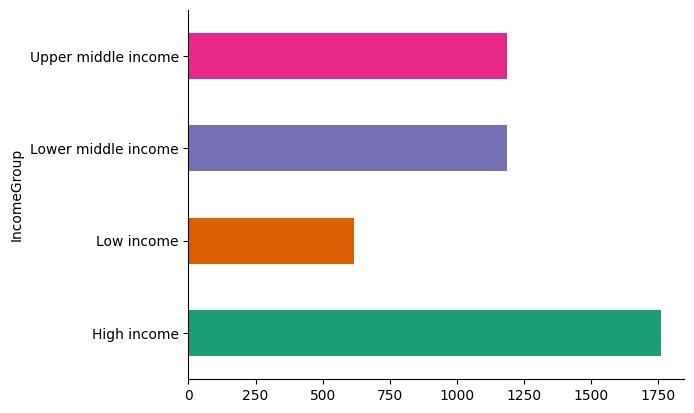 Upper middle income
Lower middle income
Low income
High income
IncomeGroup
0 250 500 750 1000 1250 1500 1750